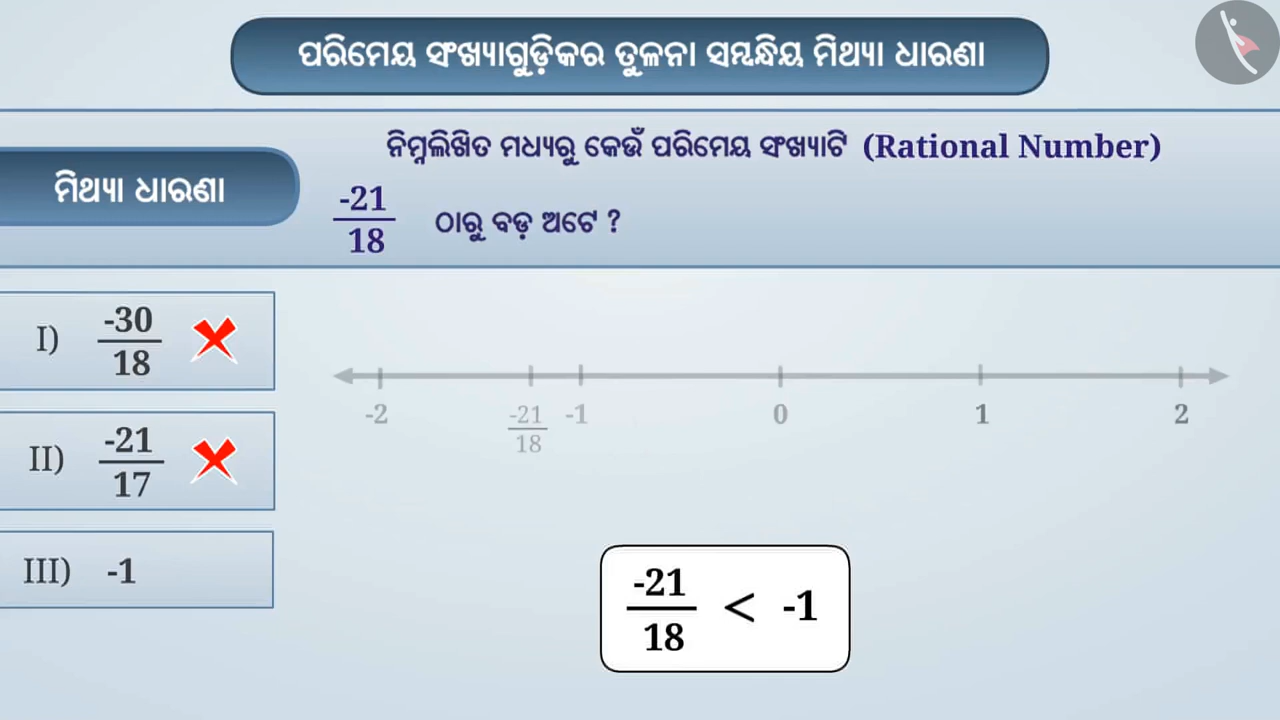 ପରିମେୟ ସଂଖ୍ୟାଗୁଡ଼ିକର ତୁଳନା ସମ୍ବନ୍ଧିୟ ମିଥ୍ୟା ଧାରଣା
ମିଥ୍ୟା ଧାରଣା
ନିମ୍ନଲିଖିତ ମଧ୍ୟରୁ କେଉଁ ପରିମେୟ ସଂଖ୍ୟାଟି (Rational Number)
-21/18 ଠାରୁ ବଡ଼ ଅଟେ ?
I) -30/18
II) -21/17
III) -1
-2 -21/18 -1 0 1 2
-21/18 < -1